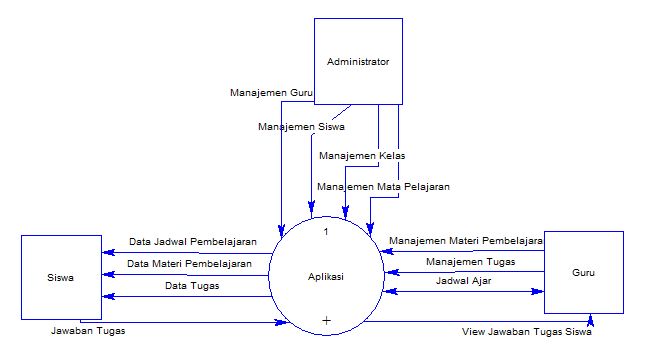 Administrator
Manajemen Guru
Manajemen Siswa
Manajemen Kelas
Manajemen Mata Pelajaran
1
Aplikasi
+
Siswa
Data Jadwal Pembelajaran
Data Materi Pembelajaran
Data Tugas
Jawaban Tugas
Manajemen Materi Pembelajara
Manajemen Tugas
Jadwal Ajar
Guru
View Jawaban Tugas Siswa